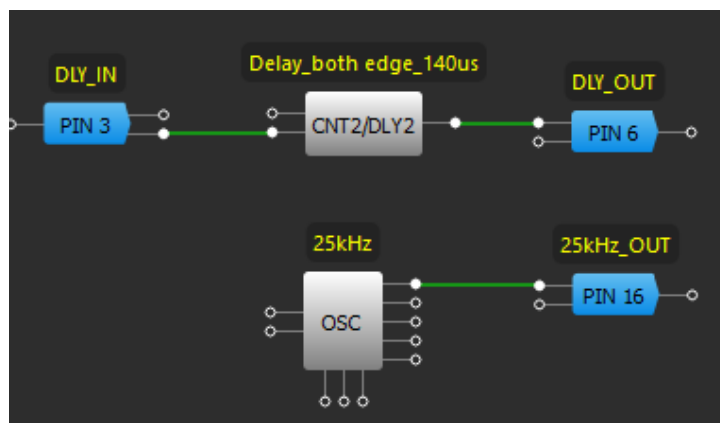 DLY_IN
Delay_both edge_140us
DLY_OUT
PIN 3
CNT2/DLY2
PIN 6
25kHz
25kHz_OUT
OSC
PIN 16